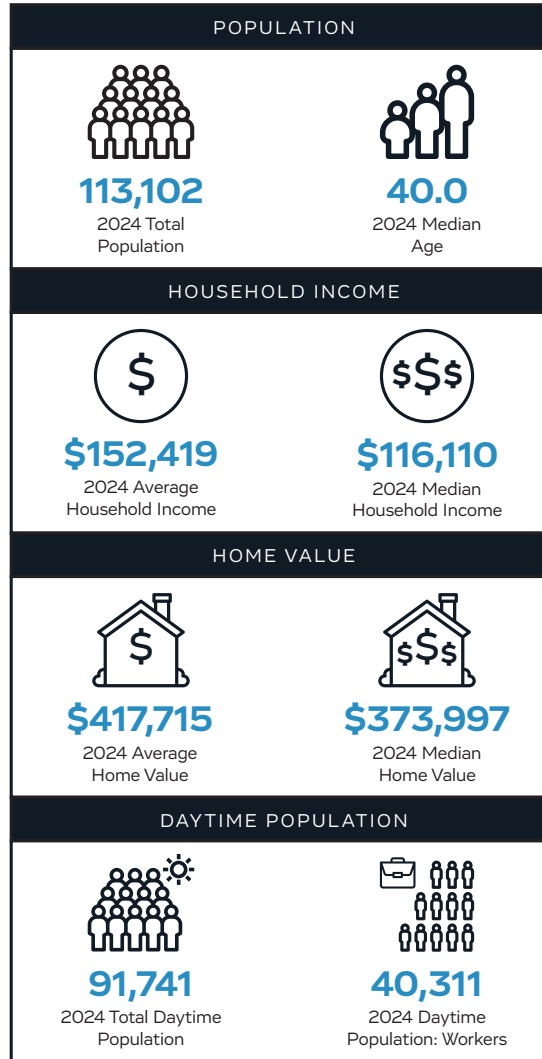 POPULATION
113,102
2024 Total
Population
40.0
2024 Median
Age
HOUSEHOLD INCOME
$
$152,419
2024 Average
Household Income
$$$
$116,110
2024 Median
Household Income
HOME VALUE
$
$417,715
2024 Average
Home Value
$$$
$373,997
2024 Median
Home Value
DAYTIME POPULATION
91,741
2024 Total Daytime
Population
40,311
2024 Daytime
Population: Workers